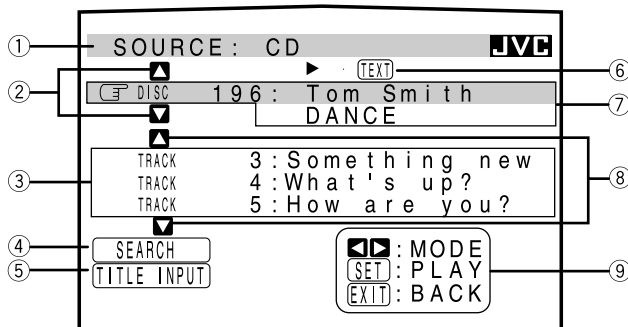 ① SOURCE: CD JVC
② ▲ ▶ · TEXT ⑥
DISC 196: Tom Smith ⑦
▼ DANCE
▲
③ TRACK 3:Something new ⑧
TRACK 4:What's up?
TRACK 5:How are you?
▼
④ SEARCH ◀▶:MODE
⑤ TITLE INPUT SET:PLAY ⑨
EXIT:BACK